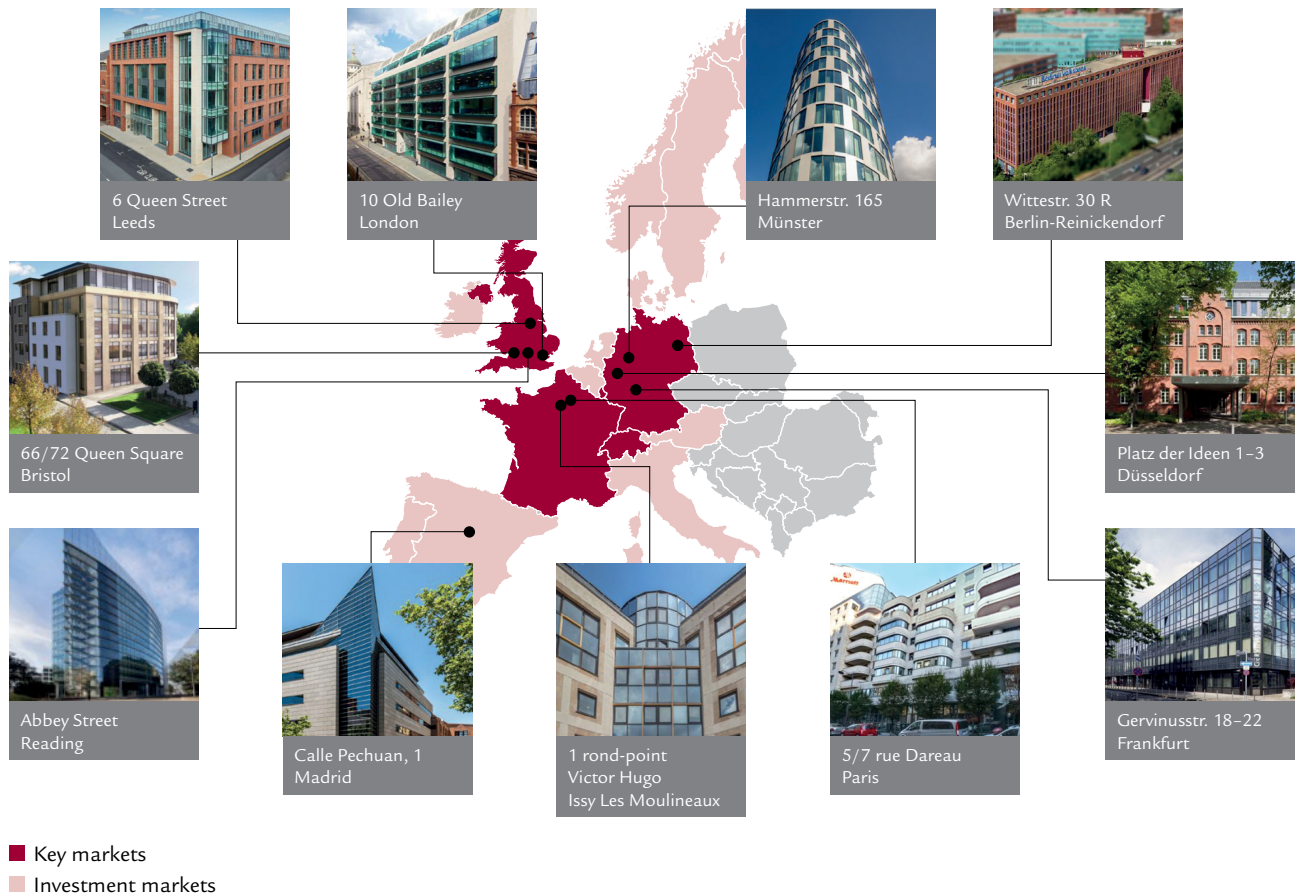 6 Queen Street
Leeds
10 Old Bailey
London
Hammerstr. 165
Münster
Wittestr. 30 R
Berlin-Reinickendorf
66/72 Queen Square
Bristol
Platz der Ideen 1–3
Düsseldorf
Abbey Street
Reading
Calle Pechuan, 1
Madrid
1 rond-point
Victor Hugo
Issy Les Moulineaux
Marriott
5/7 rue Dareau
Paris
Gervinusstr. 18–22
Frankfurt
Key markets
Investment markets